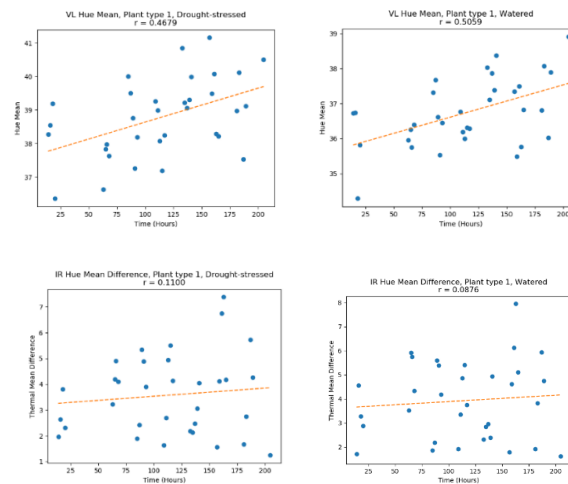 VL Hue Mean, Plant type 1, Drought-stressed
r = 0.4679
Hue Mean
41
40
39
38
37
25 50 75 100 125 150 175 200
Time (Hours)
VL Hue Mean, Plant type 1, Watered
r = 0.5059
Hue Mean
39
38
37
36
35
25 50 75 100 125 150 175 200
Time (Hours)
IR Hue Mean Difference, Plant type 1, Drought-stressed
r = 0.1100
Thermal Mean Difference
7
6
5
4
3
2
1
25 50 75 100 125 150 175 200
Time (Hours)
IR Hue Mean Difference, Plant type 1, Watered
r = 0.0876
Thermal Mean Difference
8
7
6
5
4
3
2
25 50 75 100 125 150 175 200
Time (Hours)